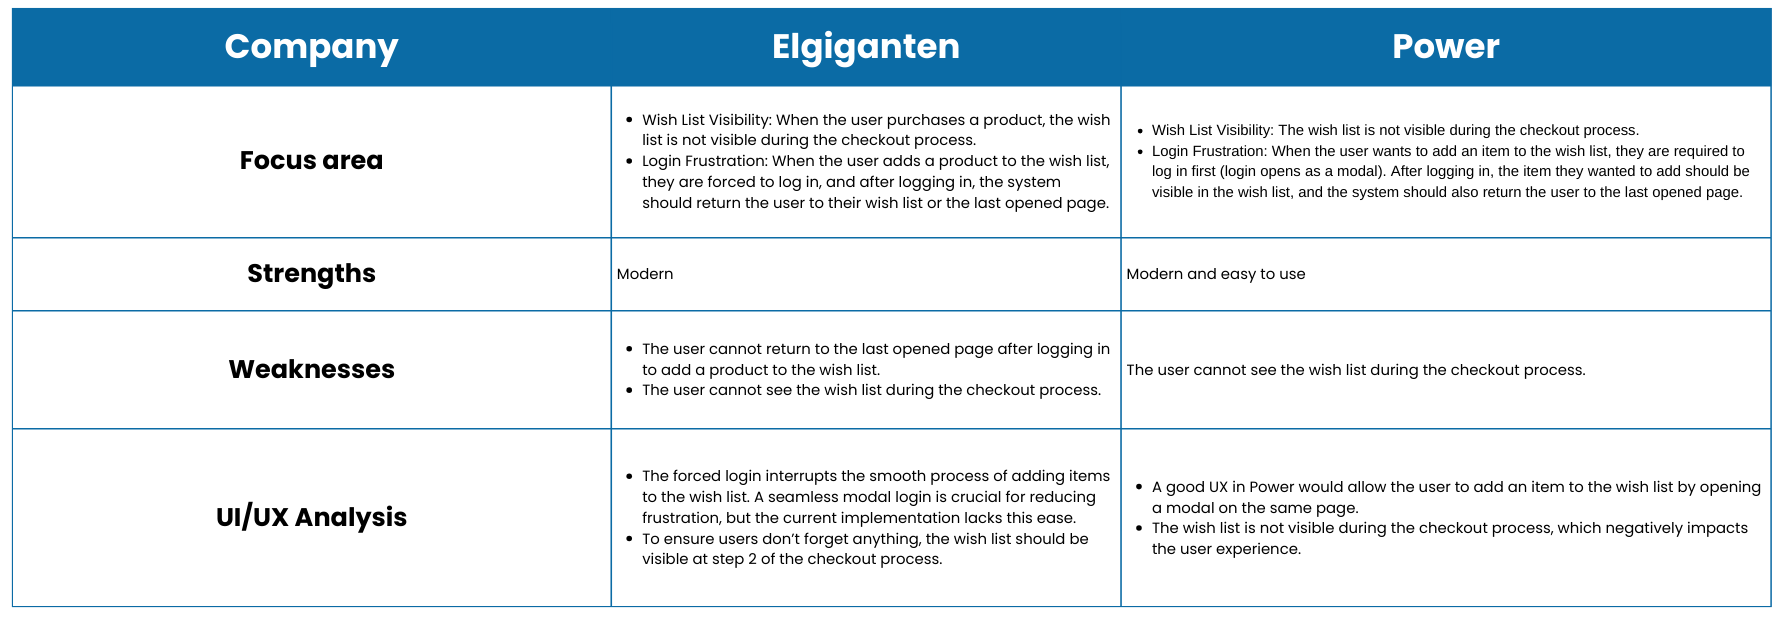 Company
Elgiganten
Power
Focus area
• Wish List Visibility: When the user purchases a product, the wish
list is not visible during the checkout process.
• Login Frustration: When the user adds a product to the wish list,
they are forced to log in, and after logging in, the system
should return the user to their wish list or the last opened page.
• Wish List Visibility: The wish list is not visible during the checkout process.
• Login Frustration: When the user wants to add an item to the wish list, they are required to
log in first (login opens as a modal). After logging in, the item they wanted to add should be
visible in the wish list, and the system should also return the user to the last opened page.
Strengths
Modern
Modern and easy to use
Weaknesses
• The user cannot return to the last opened page after logging in
to add a product to the wish list.
• The user cannot see the wish list during the checkout process.
The user cannot see the wish list during the checkout process.
UI/UX Analysis
• The forced login interrupts the smooth process of adding items
to the wish list. A seamless modal login is crucial for reducing
frustration, but the current implementation lacks this ease.
• To ensure users don’t forget anything, the wish list should be
visible at step 2 of the checkout process.
• A good UX in Power would allow the user to add an item to the wish list by opening
a modal on the same page.
• The wish list is not visible during the checkout process, which negatively impacts
the user experience.